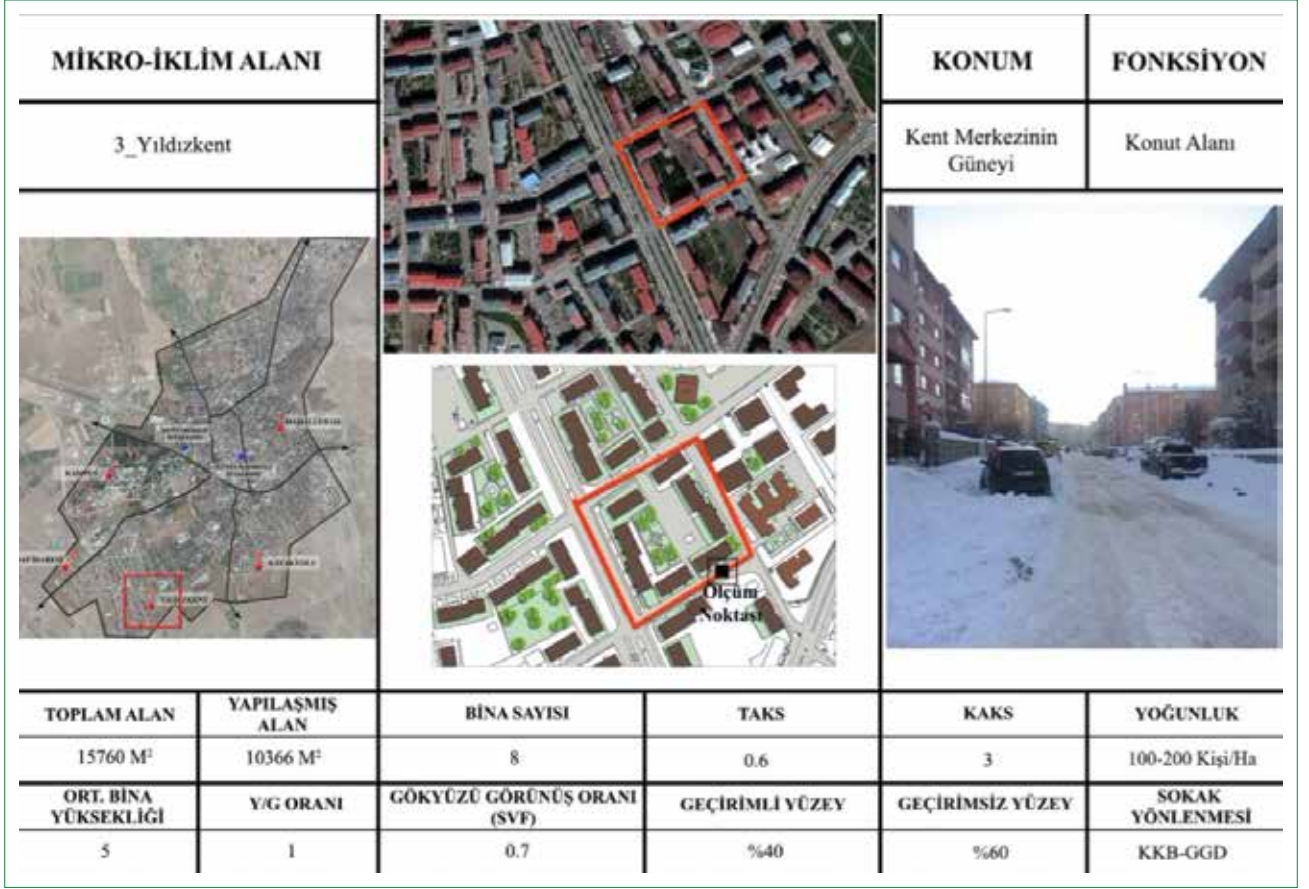 MİKRO-İKLİM ALANI
KONUM
FONKSİYON
3_Yıldızkent
Kent Merkezinin
Güneyi
Konut Alanı
Ölçüm
Noktası
TOPLAM ALAN
YAPILAŞMIŞ
ALAN
BİNA SAYISI
TAKS
KAKS
YOĞUNLUK
15760 M²
10366 M²
8
0.6
3
100-200 Kişi/Ha
ORT. BİNA
YÜKSEKLİĞİ
Y/G ORANI
GÖKYÜZÜ GÖRÜNÜŞ ORANI
(SVF)
GEÇİRİMLİ YÜZEY
GEÇİRİMSİZ YÜZEY
SOKAK
YÖNLENMESİ
5
1
0.7
%40
%60
KKB-GGD